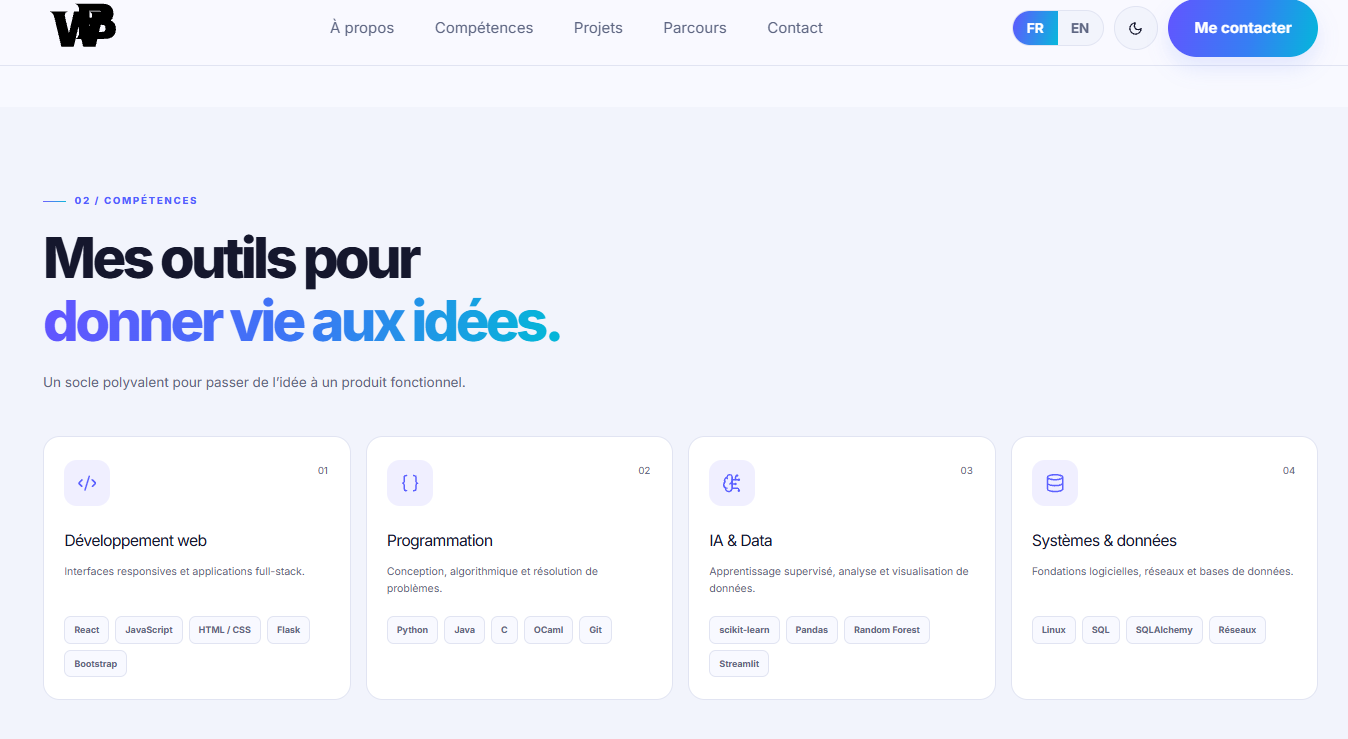 WB
À propos
Compétences
Projets
Parcours
Contact
FR
EN
Me contacter
02 / COMPÉTENCES
Mes outils pour
donner vie aux idées.
Un socle polyvalent pour passer de l’idée à un produit fonctionnel.
01
Développement web
Interfaces responsives et applications full-stack.
React
JavaScript
HTML / CSS
Flask
Bootstrap
02
Programmation
Conception, algorithmique et résolution de
problèmes.
Python
Java
C
OCaml
Git
03
IA & Data
Apprentissage supervisé, analyse et visualisation de
données.
scikit-learn
Pandas
Random Forest
Streamlit
04
Systèmes & données
Fondations logicielles, réseaux et bases de données.
Linux
SQL
SQLAlchemy
Réseaux